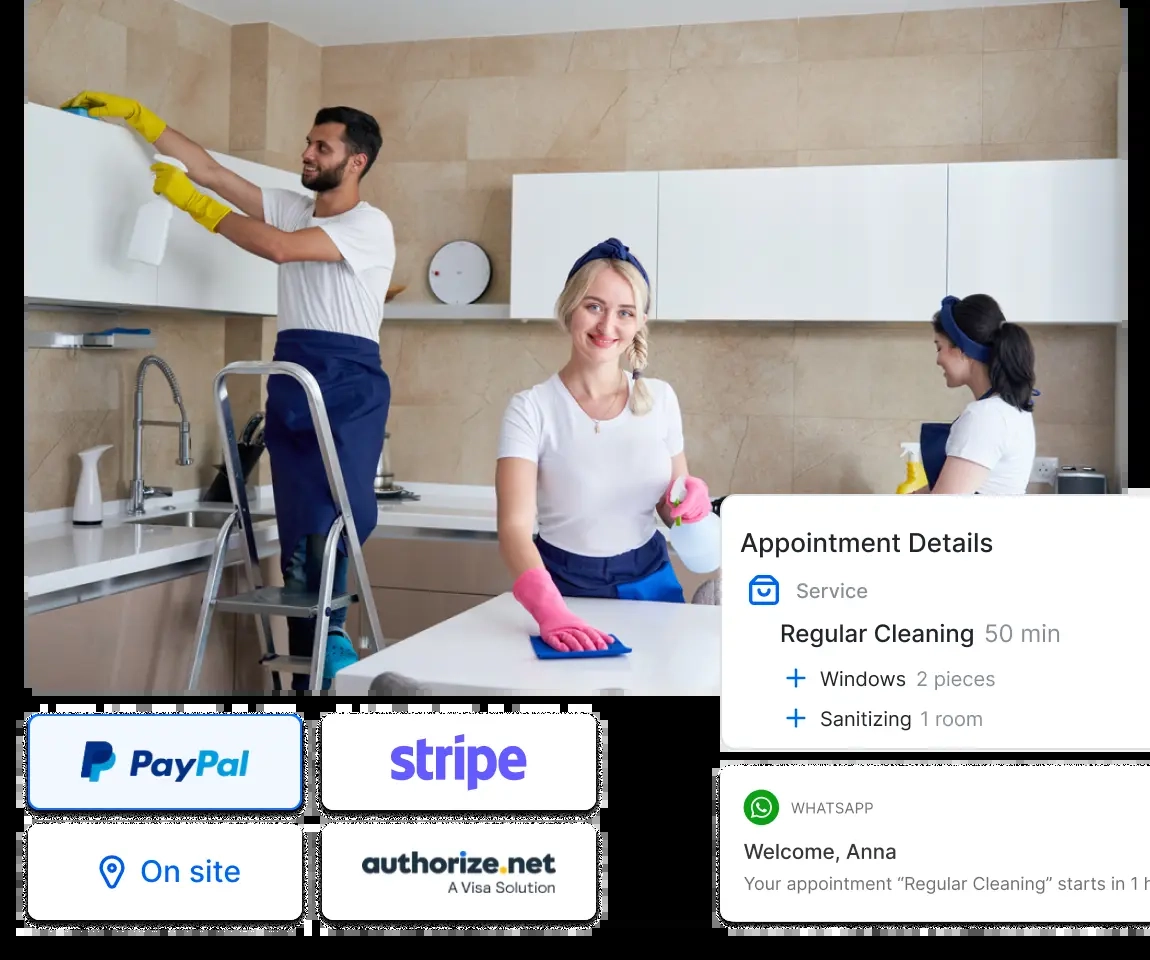 Appointment Details
Service
Regular Cleaning 50 min
Windows 2 pieces
Sanitizing 1 room
PayPal
stripe
On site
authorize.net
A Visa Solution
WHATSAPP
Welcome, Anna
Your appointment “Regular Cleaning” starts in 1